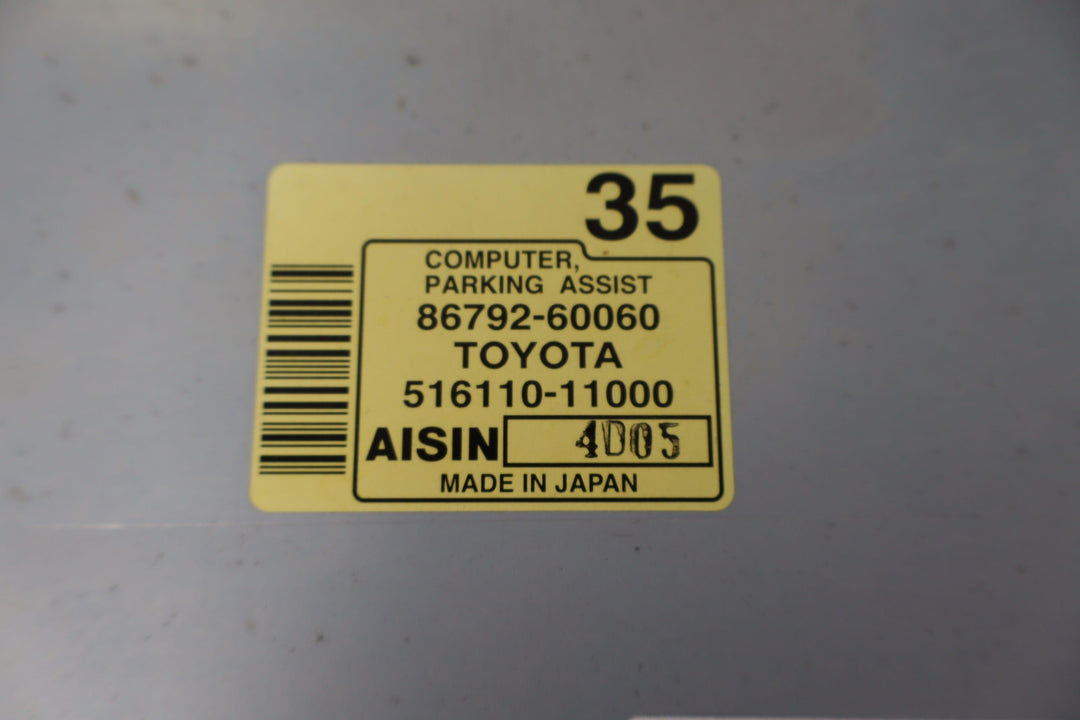 35
COMPUTER,
PARKING ASSIST
86792-60060
TOYOTA
516110-11000
AISIN 4D05
MADE IN JAPAN